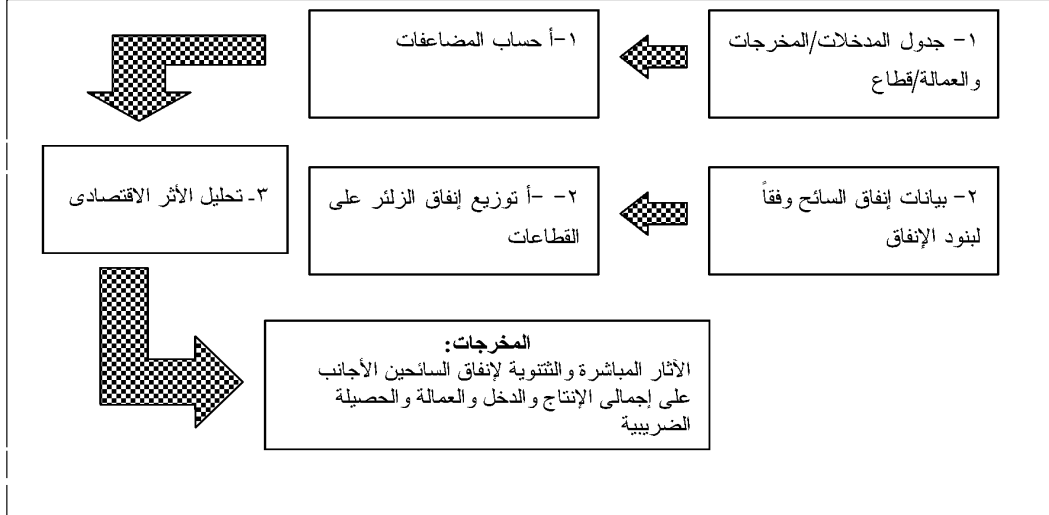 ١- جدول المدخلات/المخرجات
والعمالة/قطاع
١-أ حساب المضاعفات
٢- بيانات إنفاق السائح وفقاً
لبنود الإنفاق
٢- -أ توزيع إنفاق الزلئر على
القطاعات
٣- تحليل الأثر الاقتصادى
المخرجات:
الآثار المباشرة والثتنوية لإنفاق السائحين الأجانب
على إجمالى الإنتاج والدخل والعمالة والحصيلة
الضريبية